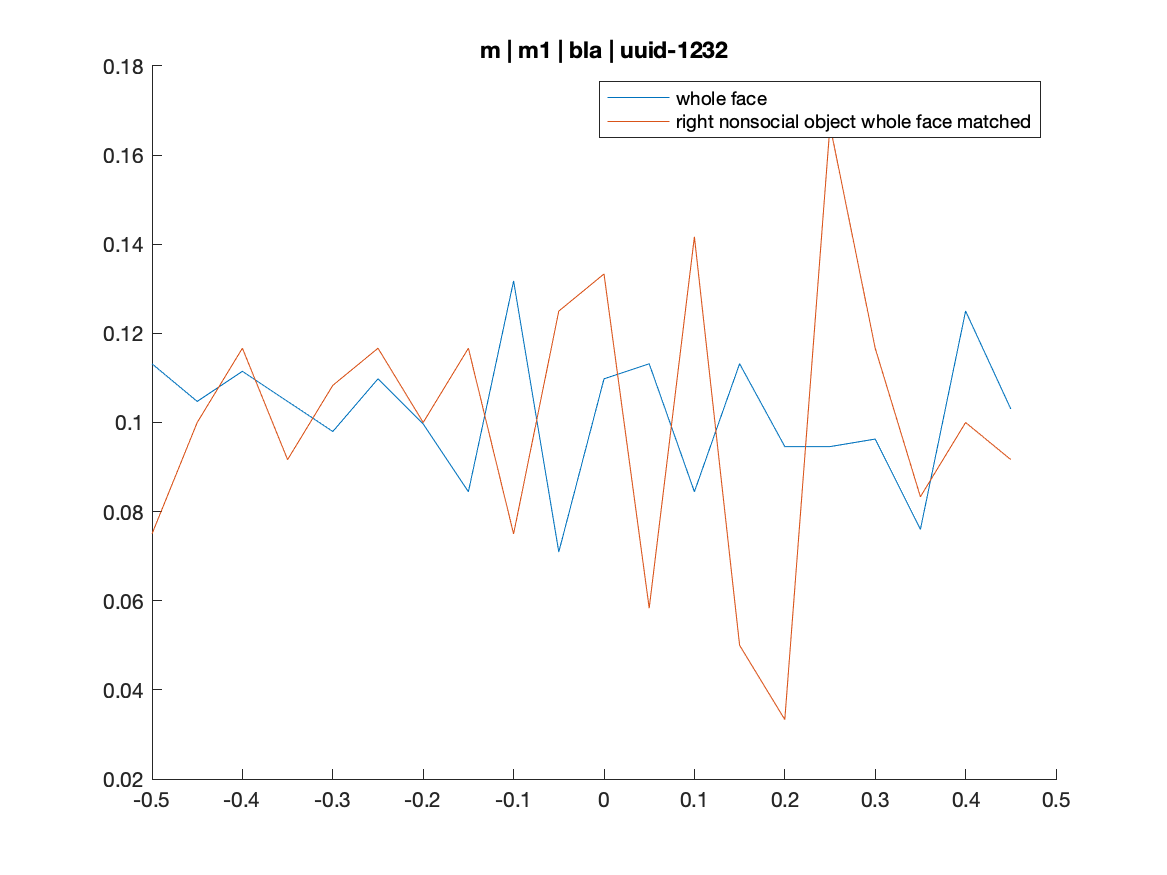 m | m1 | bla | uuid-1232
whole face
right nonsocial object whole face matched
0.18
0.16
0.14
0.12
0.1
0.08
0.06
0.04
0.02
-0.5 -0.4 -0.3 -0.2 -0.1 0 0.1 0.2 0.3 0.4 0.5